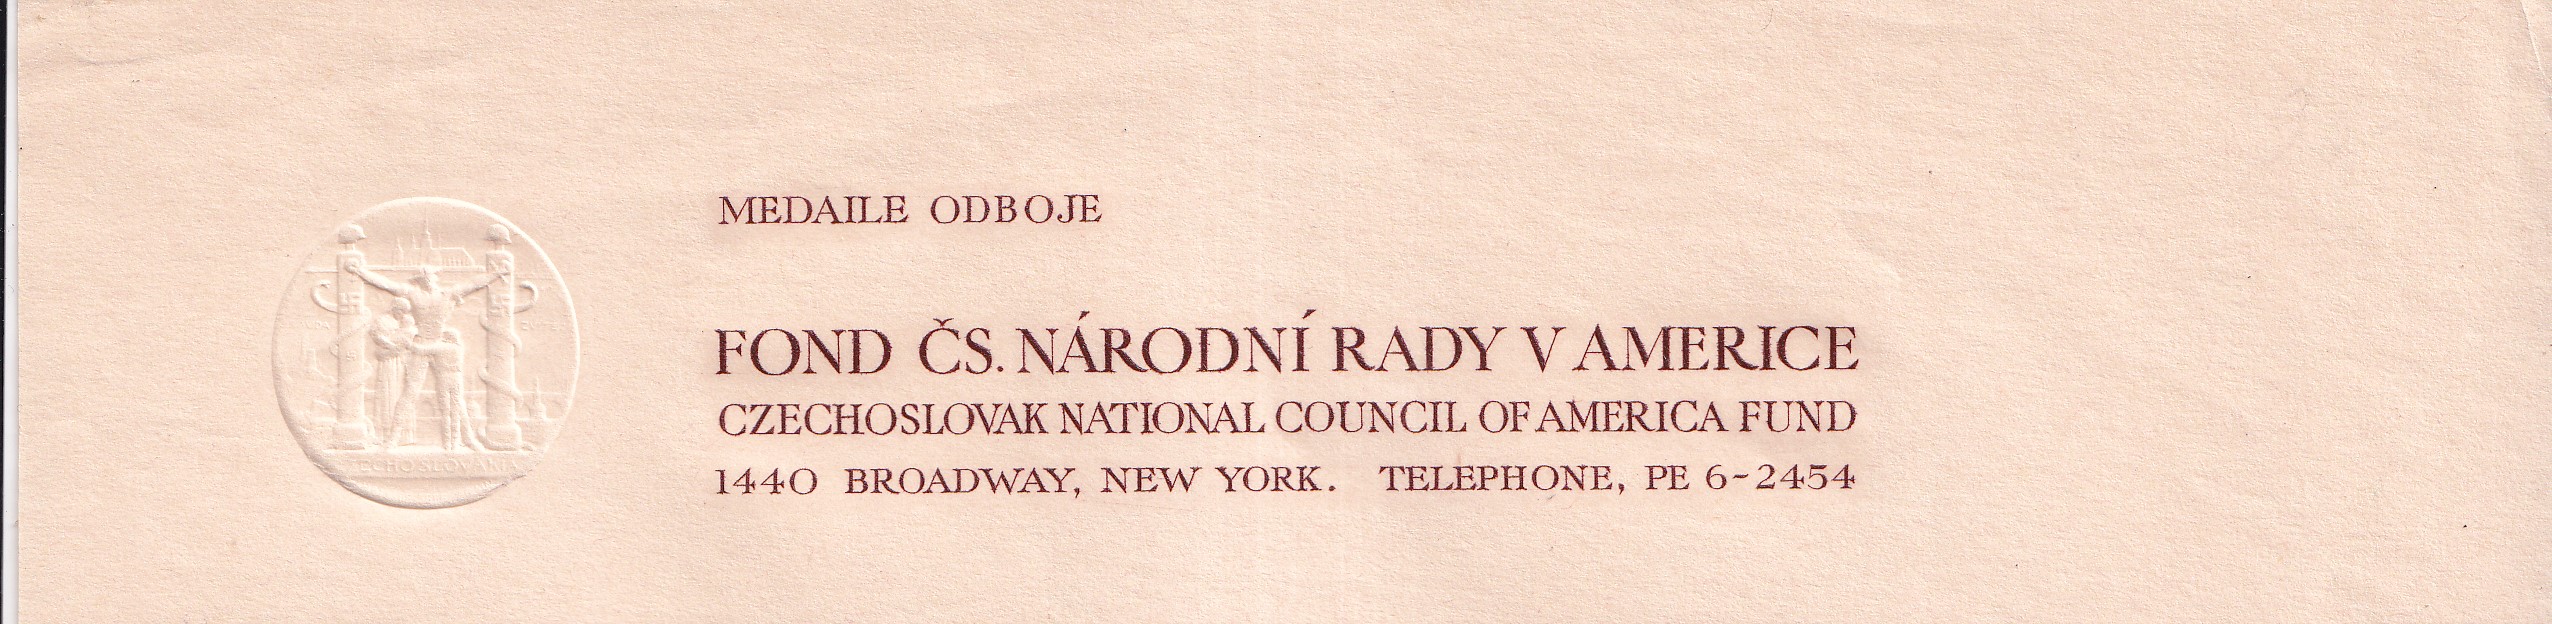 MEDAILE ODBOJE
FOND ČS. NÁRODNÍ RADY V AMERICE
CZECHOSLOVAK NATIONAL COUNCIL OF AMERICA FUND
1440 BROADWAY, NEW YORK. TELEPHONE, PE 6-2454